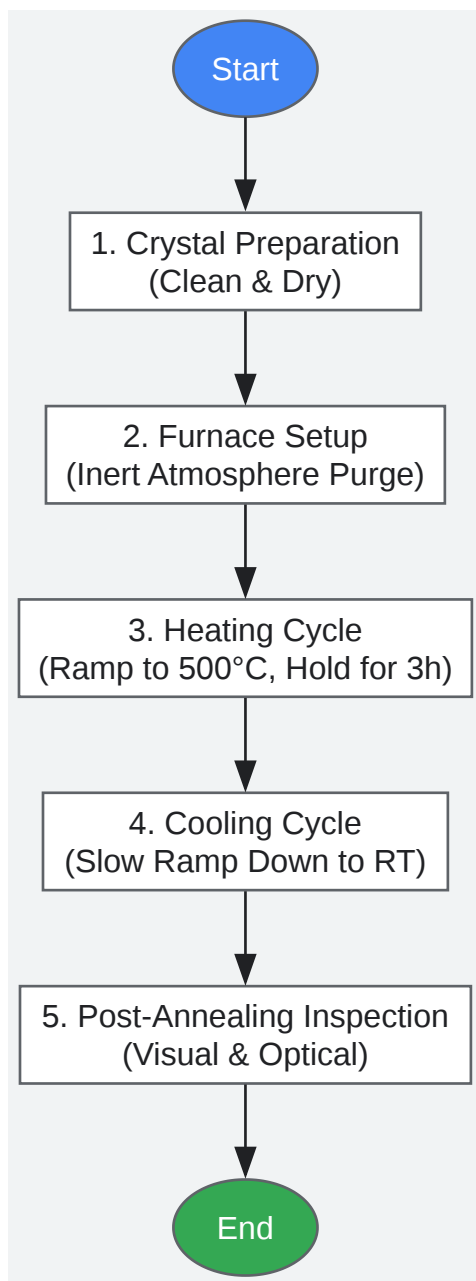 Start
1. Crystal Preparation
(Clean & Dry)
2. Furnace Setup
(Inert Atmosphere Purge)
3. Heating Cycle
(Ramp to 500°C, Hold for 3h)
4. Cooling Cycle
(Slow Ramp Down to RT)
5. Post-Annealing Inspection
(Visual & Optical)
End